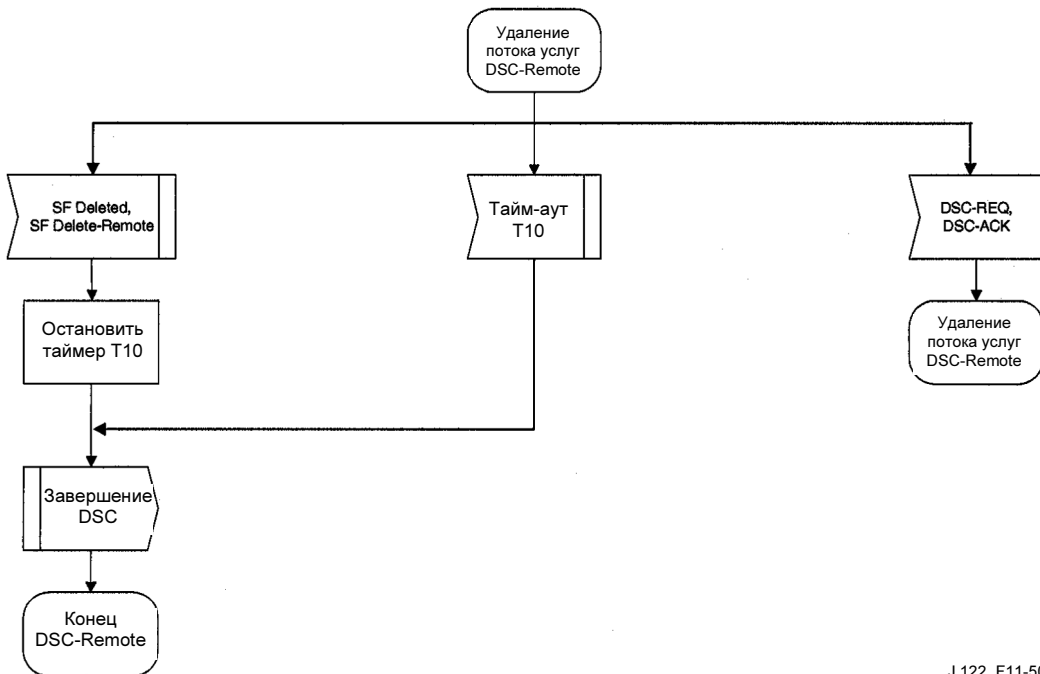 Удаление
потока услуг
DSC-Remote
SF Deleted,
SF Delete-Remote
Тайм-аут
T10
DSC-REQ,
DSC-ACK
Остановить
таймер T10
Удаление
потока услуг
DSC-Remote
Завершение
DSC
Конец
DSC-Remote